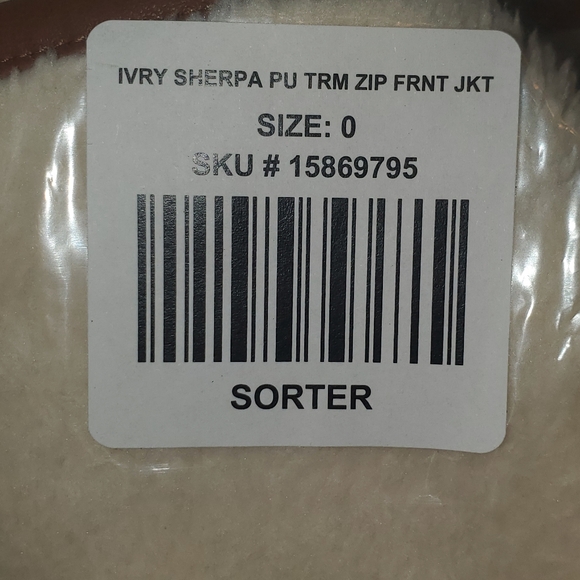 IVRY SHERPA PU TRM ZIP FRNT JKT
SIZE: 0
SKU # 15869795
SORTER